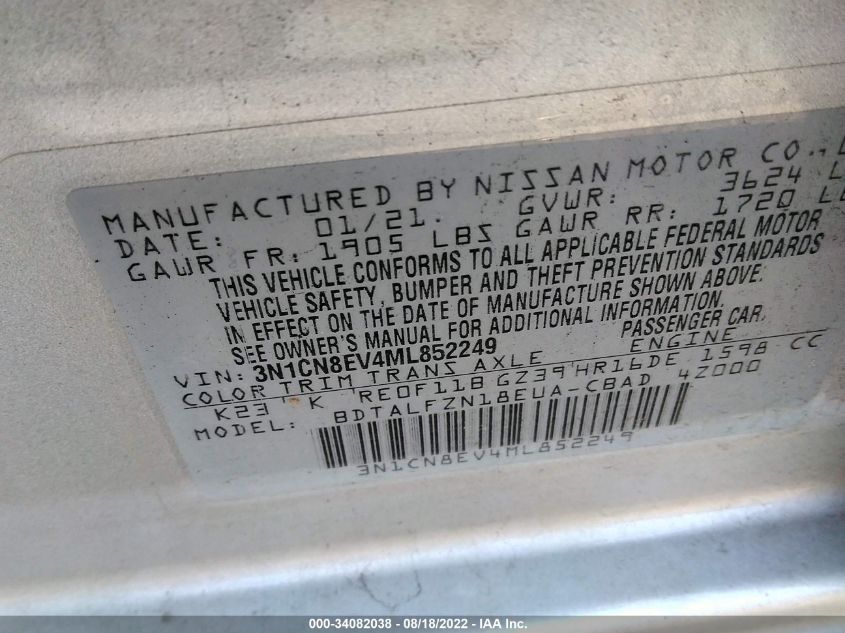 MANUFACTURED BY NISSAN MOTOR CO.,
DATE: 01/21. GVWR: 3624 L
GAWR FR: 1905 LBS GAWR RR: 1720 L
THIS VEHICLE CONFORMS TO ALL APPLICABLE FEDERAL MOTOR
VEHICLE SAFETY, BUMPER AND THEFT PREVENTION STANDARDS
IN EFFECT ON THE DATE OF MANUFACTURE SHOWN ABOVE.
SEE OWNER'S MANUAL FOR ADDITIONAL INFORMATION.
VIN: 3N1CN8EV4ML852249 PASSENGER CAR.
COLOR TRIM TRANS AXLE ENGINE
K23 K RE0F11B GZ39 HR16DE 1598 CC
MODEL: BDTALFZN18EUA-CBAD 4Z000
3N1CN8EV4ML852249
000-34082038 - 08/18/2022 - IAA Inc.